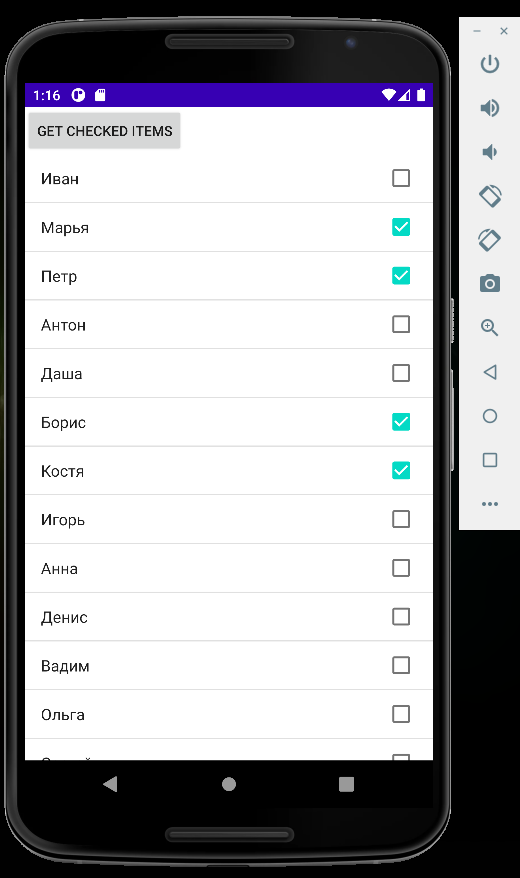 1:16
GET CHECKED ITEMS
Иван
Марья
Петр
Антон
Даша
Борис
Костя
Игорь
Анна
Денис
Вадим
Ольга